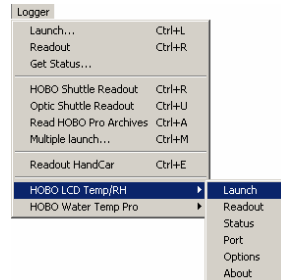 Logger
Launch... Ctrl+L
Readout Ctrl+R
Get Status...
HOBO Shuttle Readout Ctrl+R
Optic Shuttle Readout Ctrl+U
Read HOBO Pro Archives Ctrl+A
Multiple launch... Ctrl+M
Readout HandCar Ctrl+E
HOBO LCD Temp/RH
HOBO Water Temp Pro
Launch
Readout
Status
Port
Options
About